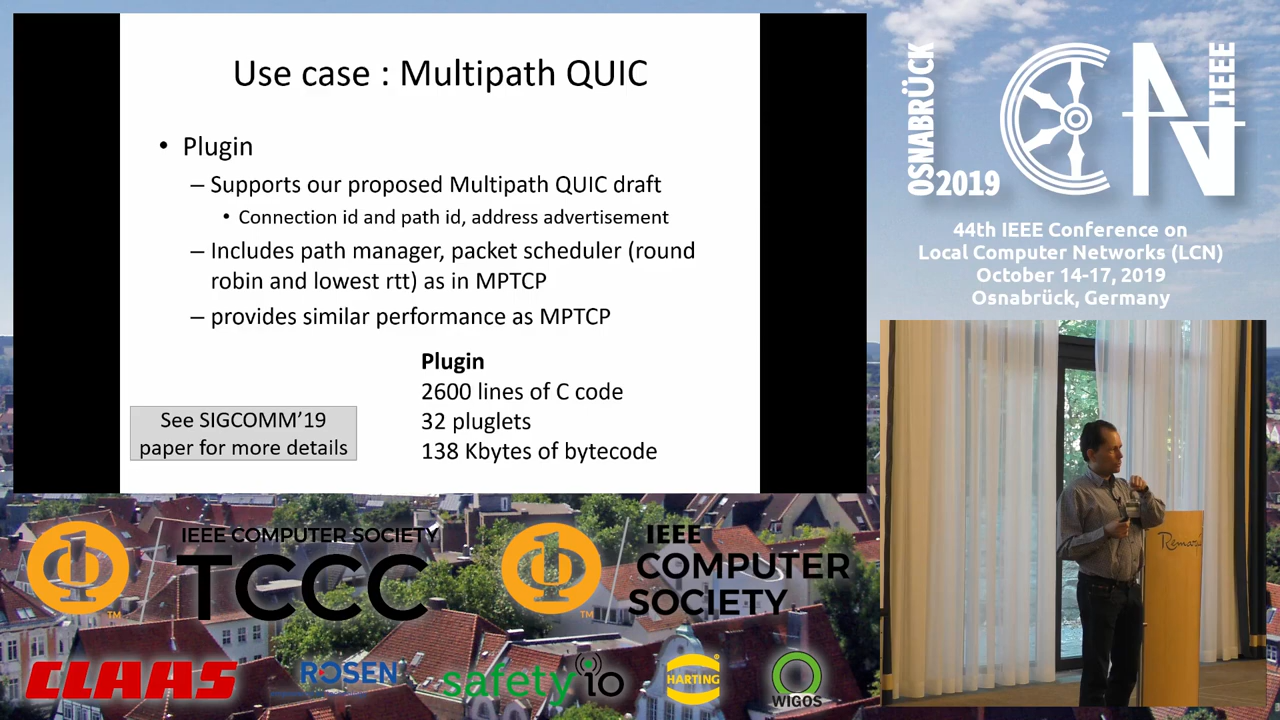 Use case : Multipath QUIC
• Plugin
– Supports our proposed Multipath QUIC draft
• Connection id and path id, address advertisement
– Includes path manager, packet scheduler (round
robin and lowest rtt) as in MPTCP
– provides similar performance as MPTCP
Plugin
2600 lines of C code
32 pluglets
138 Kbytes of bytecode
See SIGCOMM’19
paper for more details
OSNABRÜCK
2019
LCN
IEEE
44th IEEE Conference on
Local Computer Networks (LCN)
October 14-17, 2019
Osnabrück, Germany
IEEE COMPUTER SOCIETY
TCCC
TM
IEEE
COMPUTER
SOCIETY
TM
CLAAS
ROSEN
safety io
HARTING
WIGOS